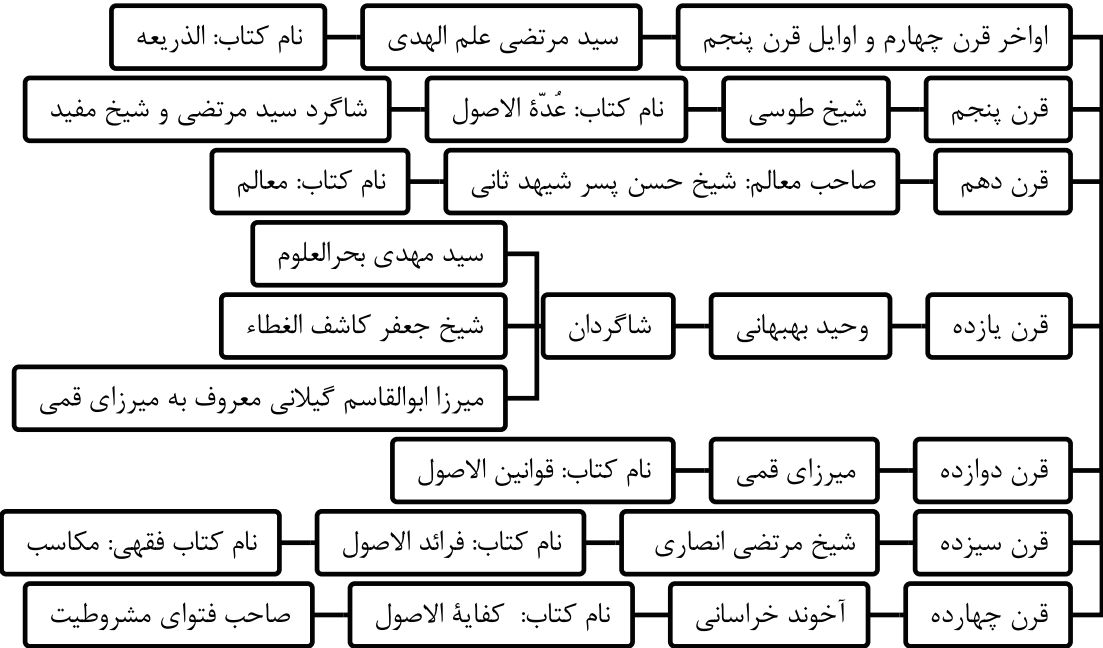 اواخر قرن چهارم و اوایل قرن پنجم سید مرتضی علم الهدی نام کتاب: الذریعه
قرن پنجم شیخ طوسی نام کتاب: عُدّۀ الاصول شاگرد سید مرتضی و شیخ مفید
قرن دهم صاحب معالم: شیخ حسن پسر شیهد ثانی نام کتاب: معالم
سید مهدی بحرالعلوم
قرن یازده وحید بهبهانی شاگردان شیخ جعفر کاشف الغطاء
میرزا ابوالقاسم گیلانی معروف به میرزای قمی
قرن دوازده میرزای قمی نام کتاب: قوانین الاصول
قرن سیزده شیخ مرتضی انصاری نام کتاب: فرائد الاصول نام کتاب فقهی: مکاسب
قرن چهارده آخوند خراسانی نام کتاب: کفایۀ الاصول صاحب فتوای مشروطیت